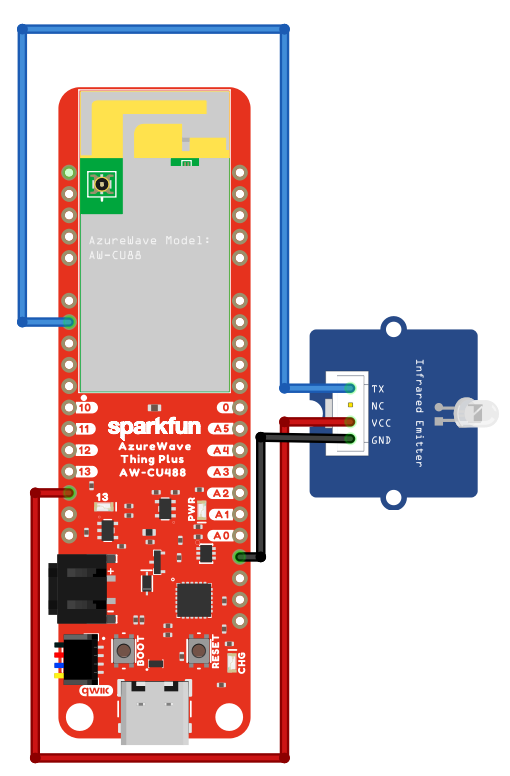 AzureWave Model:
AW-CU88
TX
NC
VCC
GND
Infrared Emitter
10
11
12
13
0
A5
A4
A3
A2
A1
A0
sparkfun
AzureWave
Thing Plus
AW-CU488
13
PWR
+
-
BOOT
RESET
CHG
qwiic